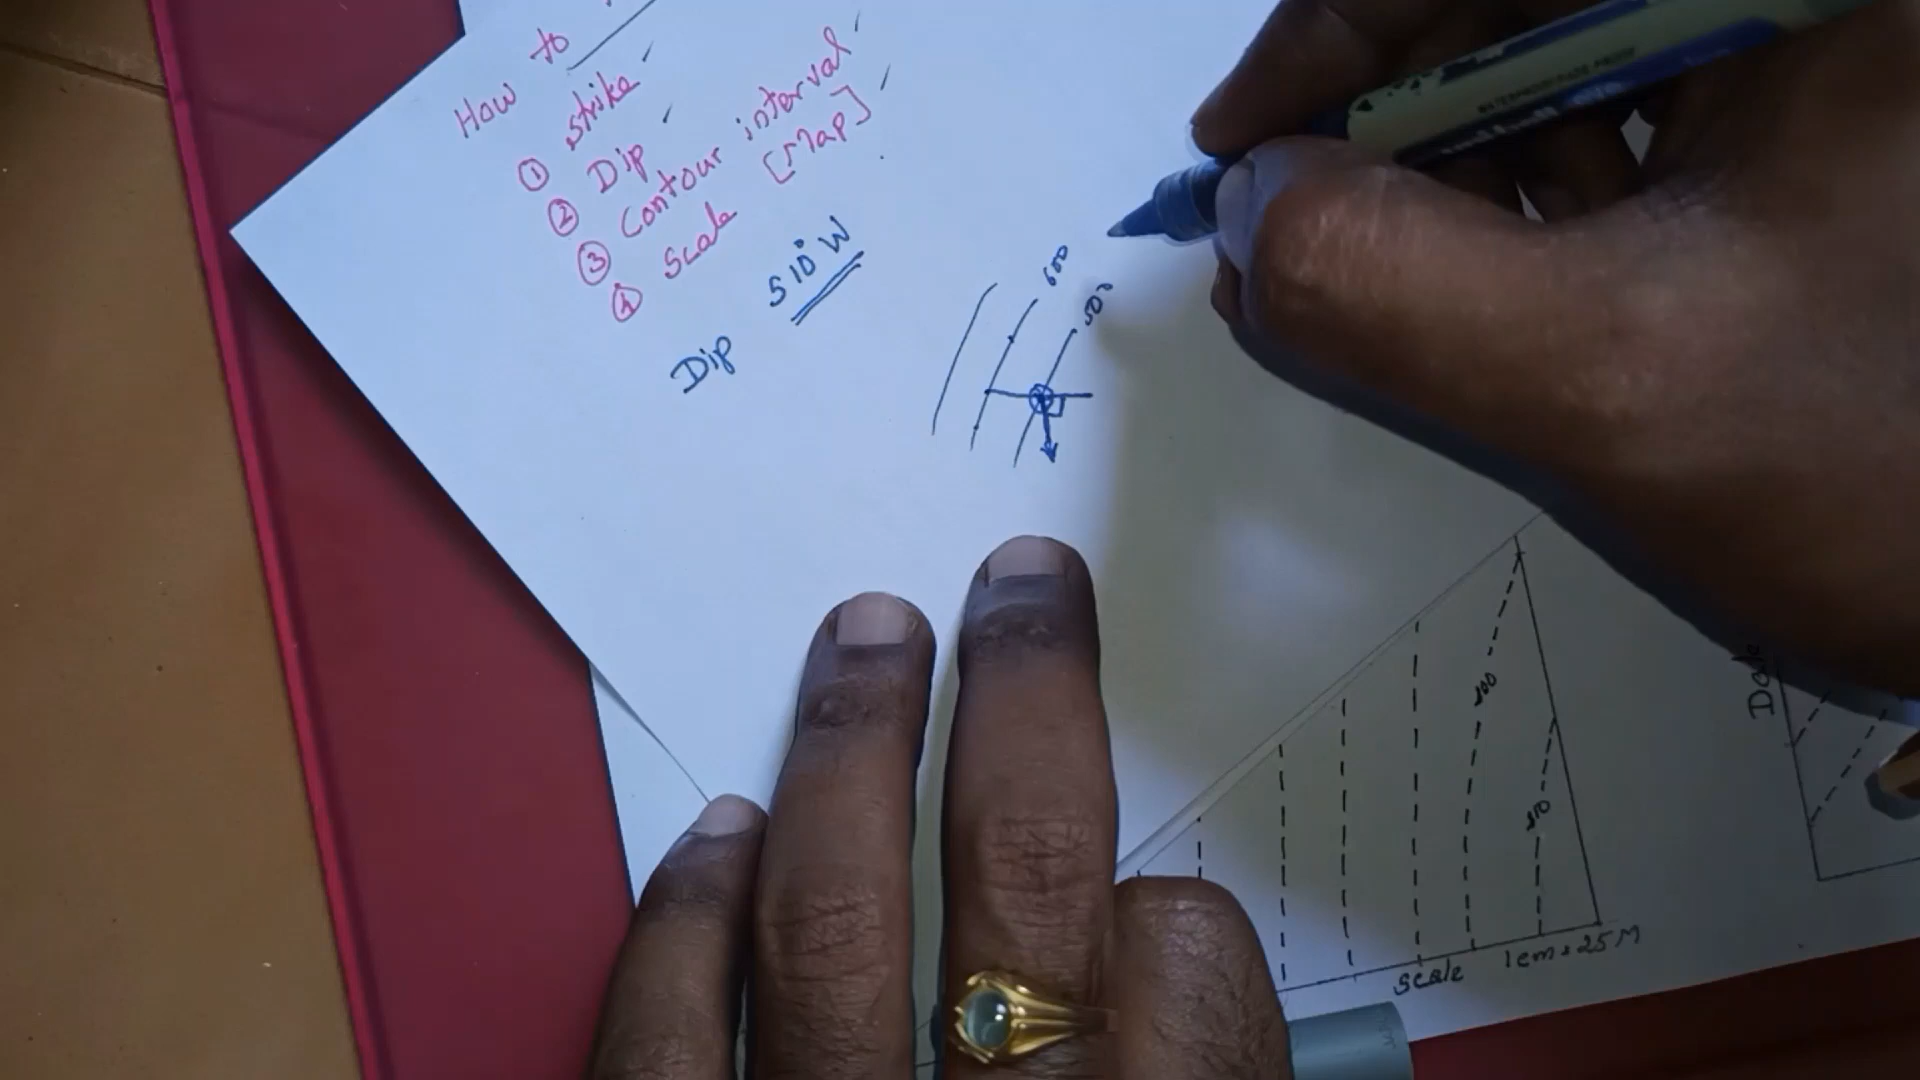 How to
① strike
② Dip
③ Contour interval
④ Scale [Map]
Dip S10°W
600
500
100
Scale 1cm = 25M